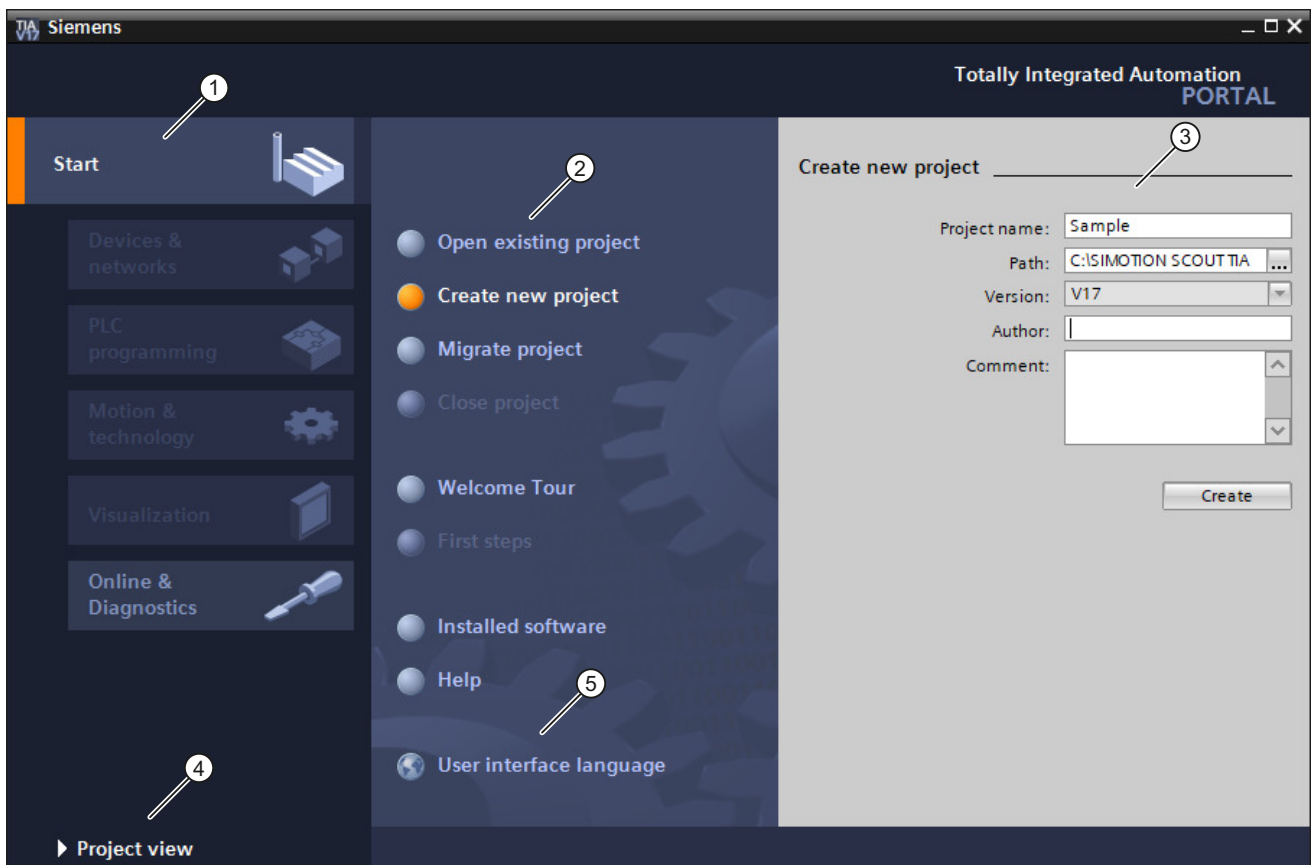 TIA V17 Siemens
Totally Integrated Automation
PORTAL
1
Start
Devices &
networks
PLC
programming
Motion &
technology
Visualization
Online &
Diagnostics
4
Project view
2
Open existing project
Create new project
Migrate project
Close project
Welcome Tour
First steps
Installed software
Help
5
User interface language
3
Create new project
Project name: Sample
Path: C:\SIMOTION SCOUT TIA ...
Version: V17
Author:
Comment:
Create